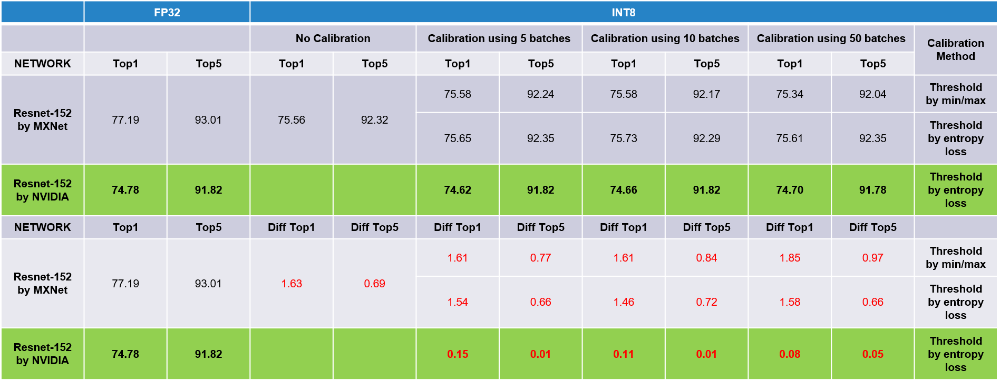 FP32 INT8
No Calibration Calibration using 5 batches Calibration using 10 batches Calibration using 50 batches Calibration
Method
NETWORK Top1 Top5 Top1 Top5 Top1 Top5 Top1 Top5 Top1 Top5
Resnet-152
by MXNet
77.19 93.01 75.56 92.32
75.58 92.24 75.58 92.17 75.34 92.04
Threshold
by min/max
75.65 92.35 75.73 92.29 75.61 92.35
Threshold
by entropy
loss
Resnet-152
by NVIDIA
74.78 91.82 74.62 91.82 74.66 91.82 74.70 91.78
Threshold
by entropy
loss
NETWORK Top1 Top5 Diff Top1 Diff Top5 Diff Top1 Diff Top5 Diff Top1 Diff Top5 Diff Top1 Diff Top5
Resnet-152
by MXNet
77.19 93.01 1.63 0.69
1.61 0.77 1.61 0.84 1.85 0.97
Threshold
by min/max
1.54 0.66 1.46 0.72 1.58 0.66
Threshold
by entropy
loss
Resnet-152
by NVIDIA
74.78 91.82 0.15 0.01 0.11 0.01 0.08 0.05
Threshold
by entropy
loss